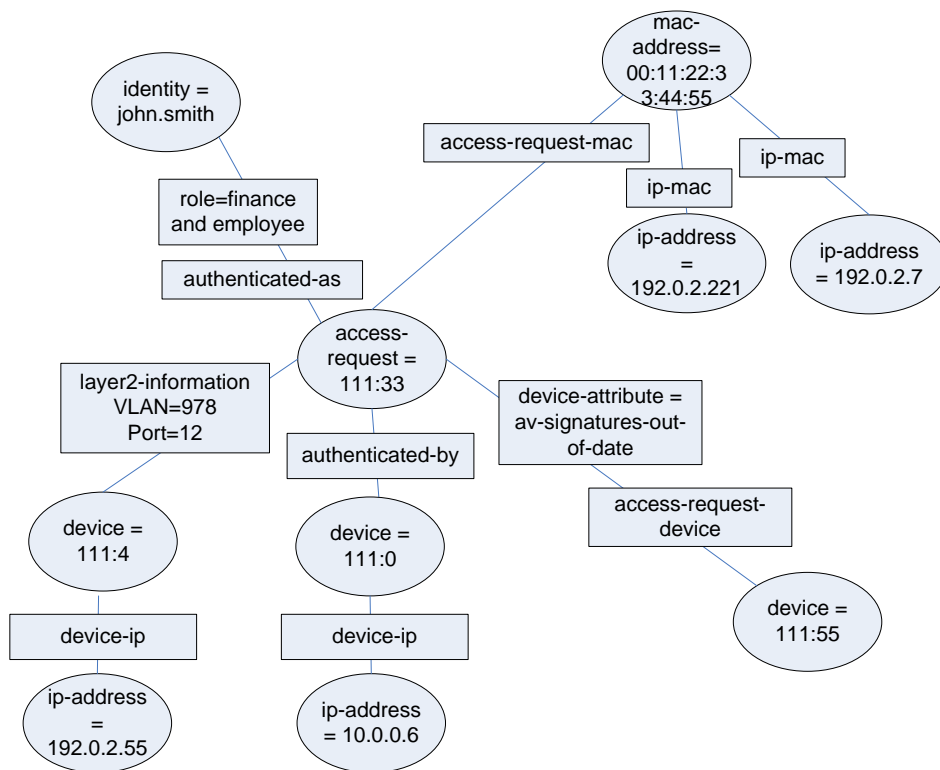 mac-
address=
00:11:22:3
3:44:55
identity =
john.smith
access-request-mac
ip-mac
ip-mac
role=finance
and employee
ip-address
=
192.0.2.221
ip-address
= 192.0.2.7
authenticated-as
access-
request =
111:33
layer2-information
VLAN=978
Port=12
device-attribute =
av-signatures-out-
of-date
authenticated-by
access-request-
device
device =
111:4
device =
111:0
device =
111:55
device-ip
device-ip
ip-address
=
192.0.2.55
ip-address
= 10.0.0.6